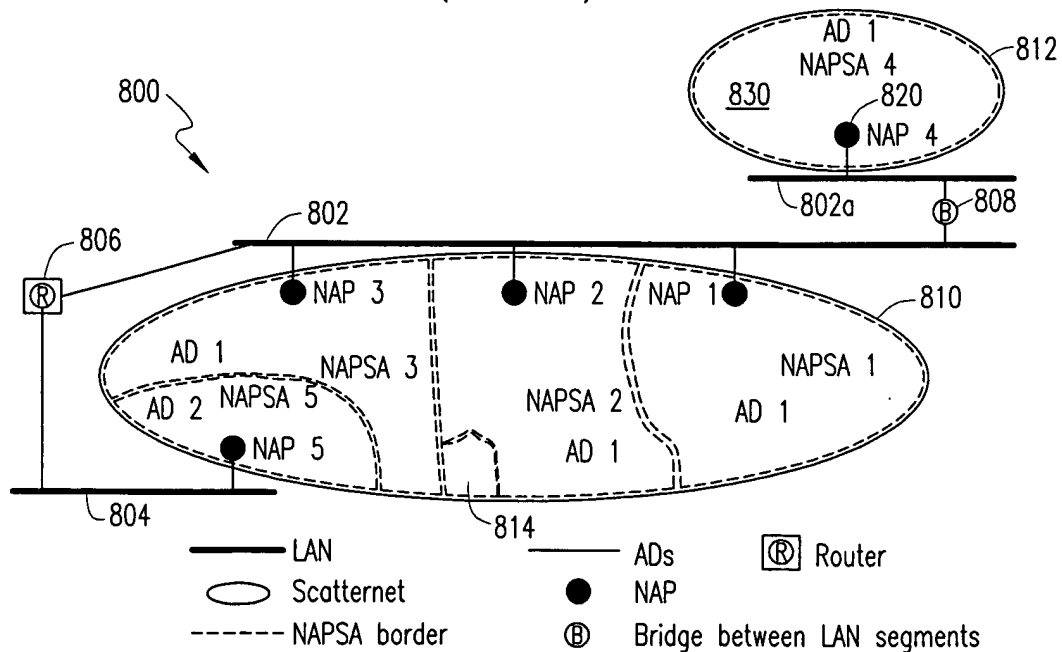 AD 1
NAPSA 4
812
830
820
NAP 4
800
802a
808
B
802
806
R
NAP 3
NAP 2
NAP 1
810
AD 1
NAPSA 3
NAPSA 1
AD 2
NAPSA 5
NAPSA 2
AD 1
NAP 5
AD 1
804
814
LAN
ADs
R Router
Scatternet
NAP
NAPSA border
B Bridge between LAN segments